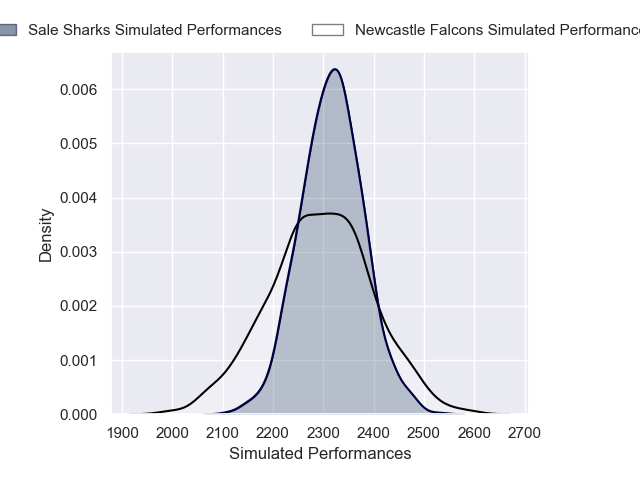 Sale Sharks Simulated Performances Newcastle Falcons Simulated Performanc
0.006
0.005
0.004
0.003
0.002
0.001
0.000
Density
1900 2000 2100 2200 2300 2400 2500 2600 2700
Simulated Performances